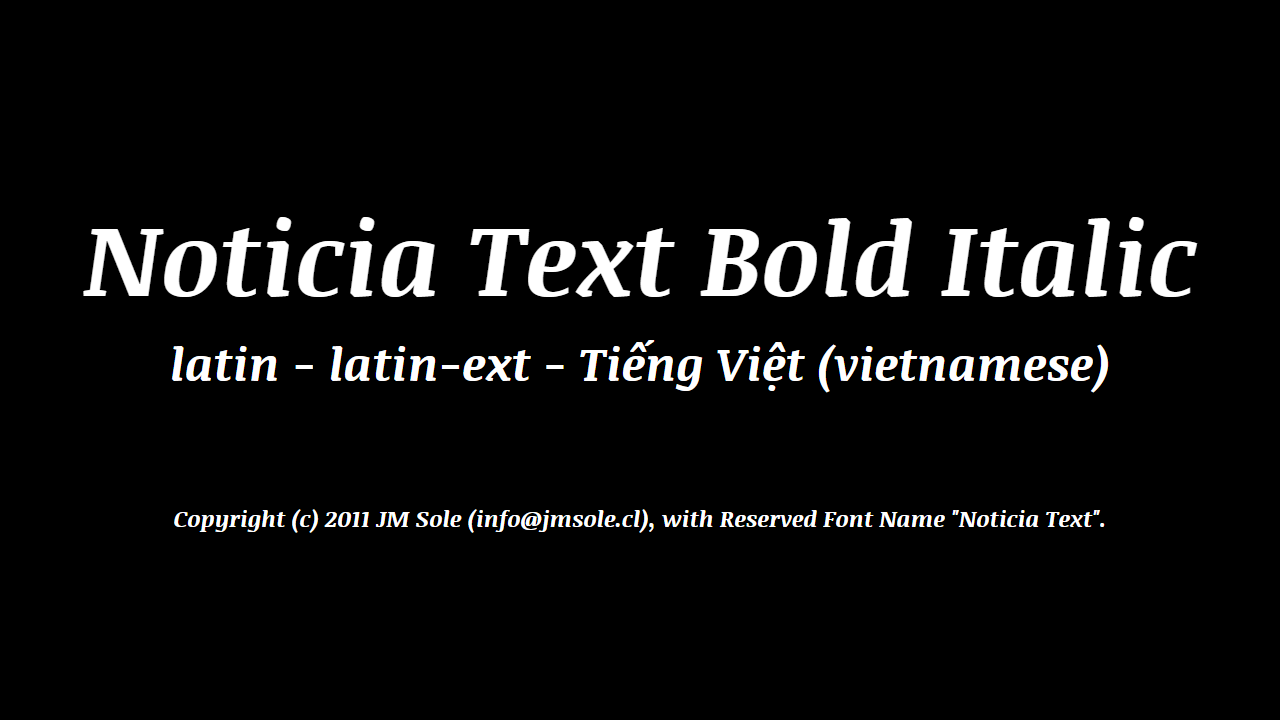 Noticia Text Bold Italic
latin - latin-ext - Tiếng Việt (vietnamese)
Copyright (c) 2011 JM Sole (info@jmsole.cl), with Reserved Font Name "Noticia Text".